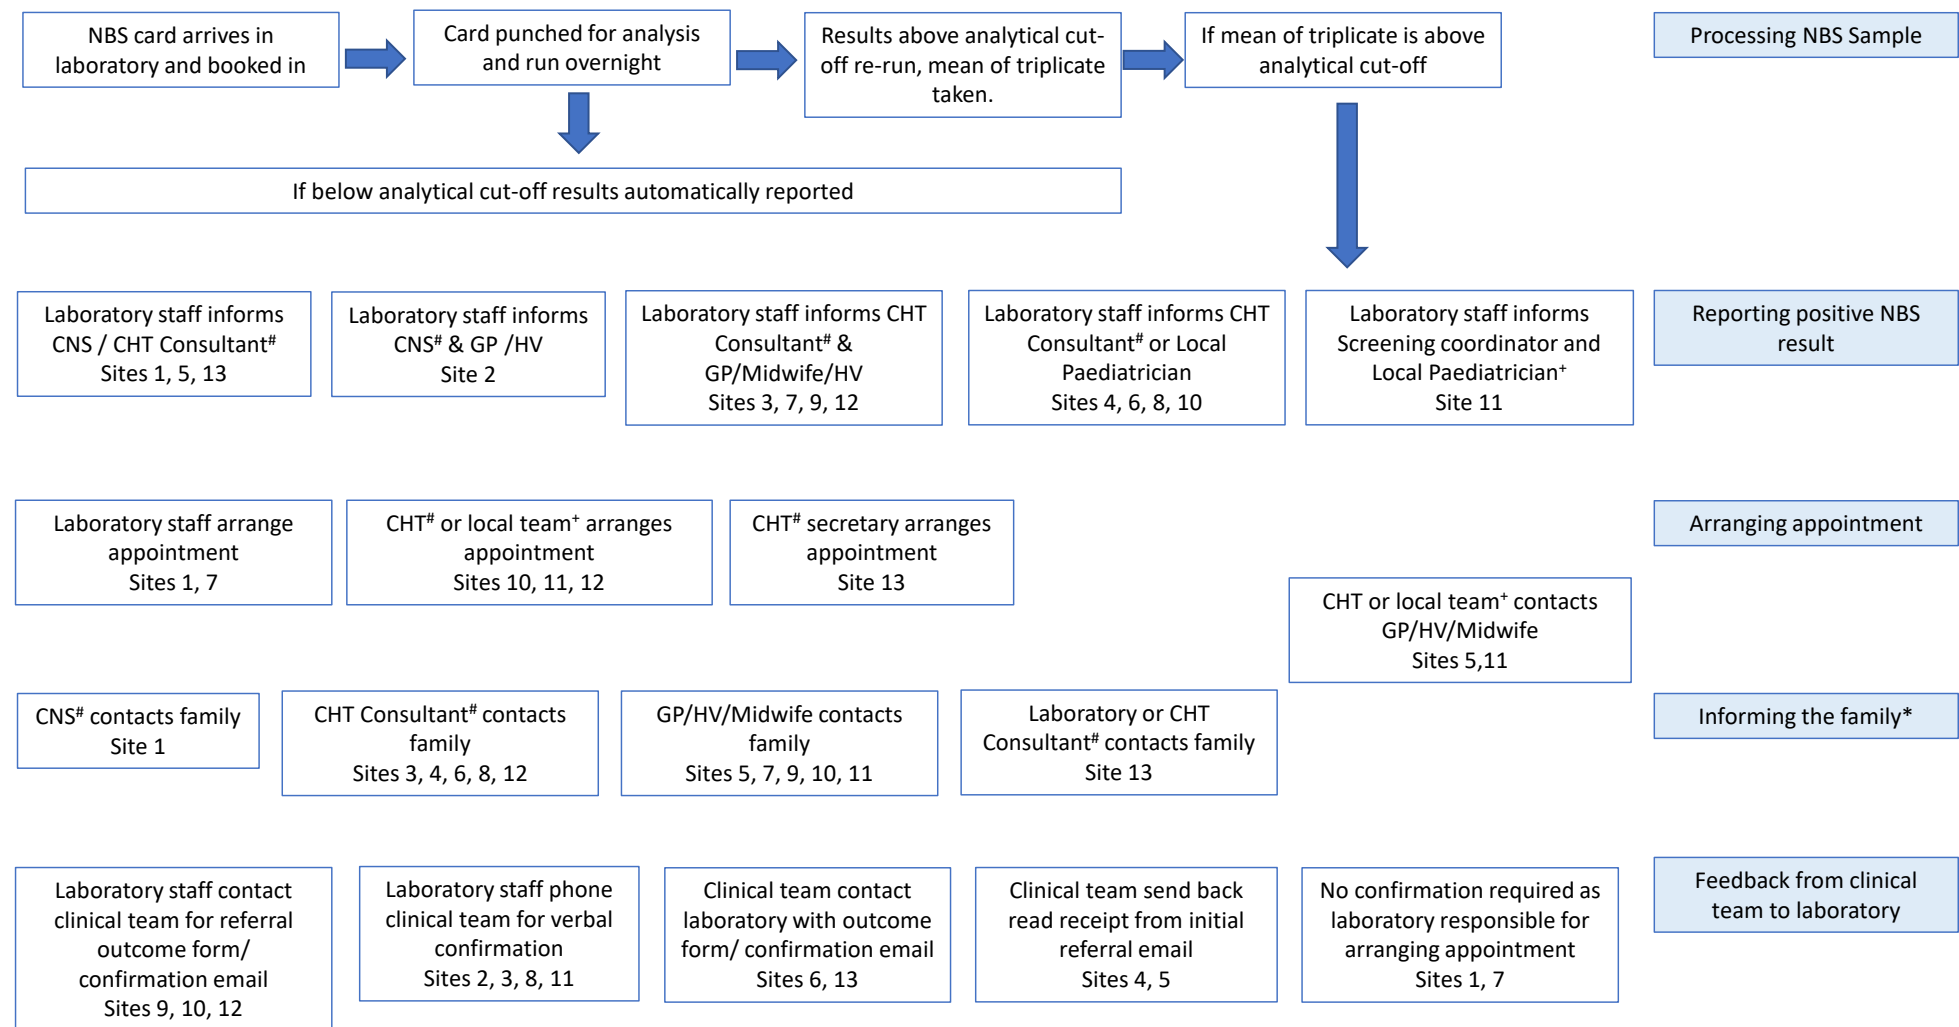 NBS card arrives in
laboratory and booked in
Card punched for analysis
and run overnight
Results above analytical cut-
off re-run, mean of triplicate
taken.
If mean of triplicate is above
analytical cut-off
Processing NBS Sample
If below analytical cut-off results automatically reported
Laboratory staff informs
CNS / CHT Consultant#
Sites 1, 5, 13
Laboratory staff informs
CNS# & GP /HV
Site 2
Laboratory staff informs CHT
Consultant# &
GP/Midwife/HV
Sites 3, 7, 9, 12
Laboratory staff informs CHT
Consultant# or Local
Paediatrician
Sites 4, 6, 8, 10
Laboratory staff informs
Screening coordinator and
Local Paediatrician+
Site 11
Reporting positive NBS
result
Laboratory staff arrange
appointment
Sites 1, 7
CHT# or local team+ arranges
appointment
Sites 10, 11, 12
CHT# secretary arranges
appointment
Site 13
Arranging appointment
CHT or local team+ contacts
GP/HV/Midwife
Sites 5,11
CNS# contacts family
Site 1
CHT Consultant# contacts
family
Sites 3, 4, 6, 8, 12
GP/HV/Midwife contacts
family
Sites 5, 7, 9, 10, 11
Laboratory or CHT
Consultant# contacts family
Site 13
Informing the family*
Laboratory staff contact
clinical team for referral
outcome form/
confirmation email
Sites 9, 10, 12
Laboratory staff phone
clinical team for verbal
confirmation
Sites 2, 3, 8, 11
Clinical team contact
laboratory with outcome
form/ confirmation email
Sites 6, 13
Clinical team send back
read receipt from initial
referral email
Sites 4, 5
No confirmation required as
laboratory responsible for
arranging appointment
Sites 1, 7
Feedback from clinical
team to laboratory